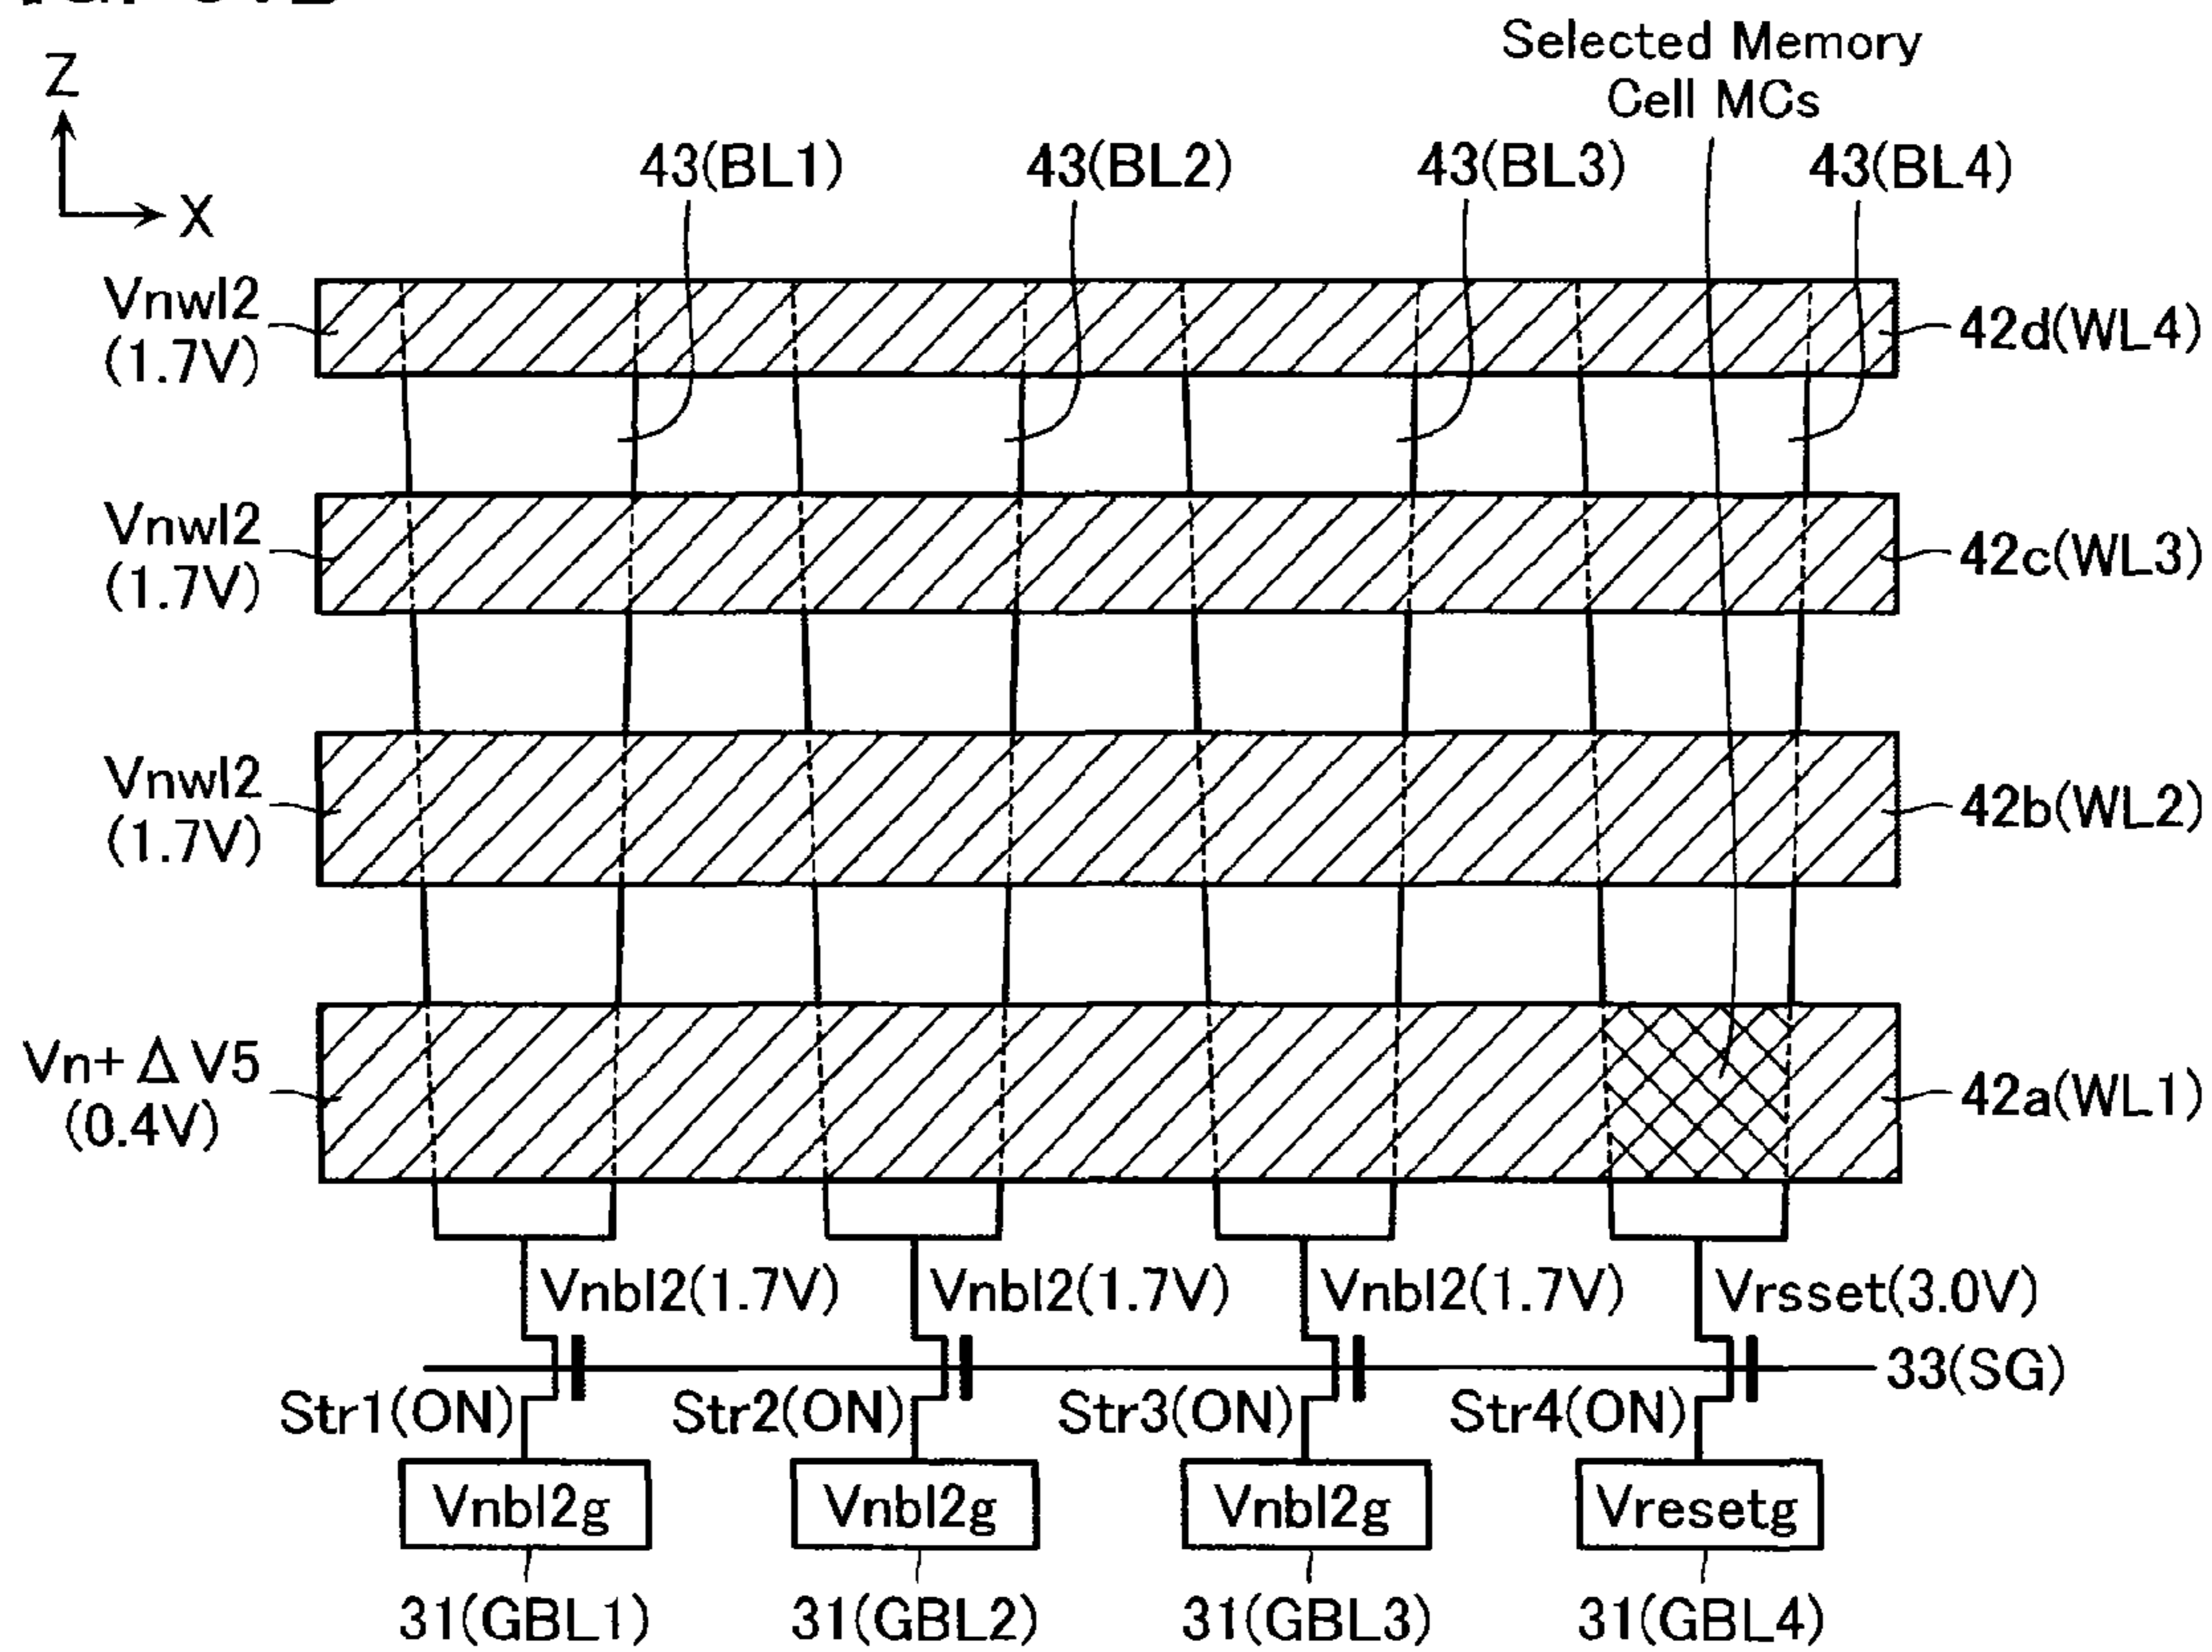 Selected Memory
Cell MCs
Z
X
43(BL1)
43(BL2)
43(BL3)
43(BL4)
Vnwl2
(1.7V)
42d(WL4)
Vnwl2
(1.7V)
42c(WL3)
Vnwl2
(1.7V)
42b(WL2)
Vn+ΔV5
(0.4V)
42a(WL1)
Vnbl2(1.7V)
Vnbl2(1.7V)
Vnbl2(1.7V)
Vrsset(3.0V)
33(SG)
Str1(ON)
Str2(ON)
Str3(ON)
Str4(ON)
Vnbl2g
Vnbl2g
Vnbl2g
Vresetg
31(GBL1)
31(GBL2)
31(GBL3)
31(GBL4)